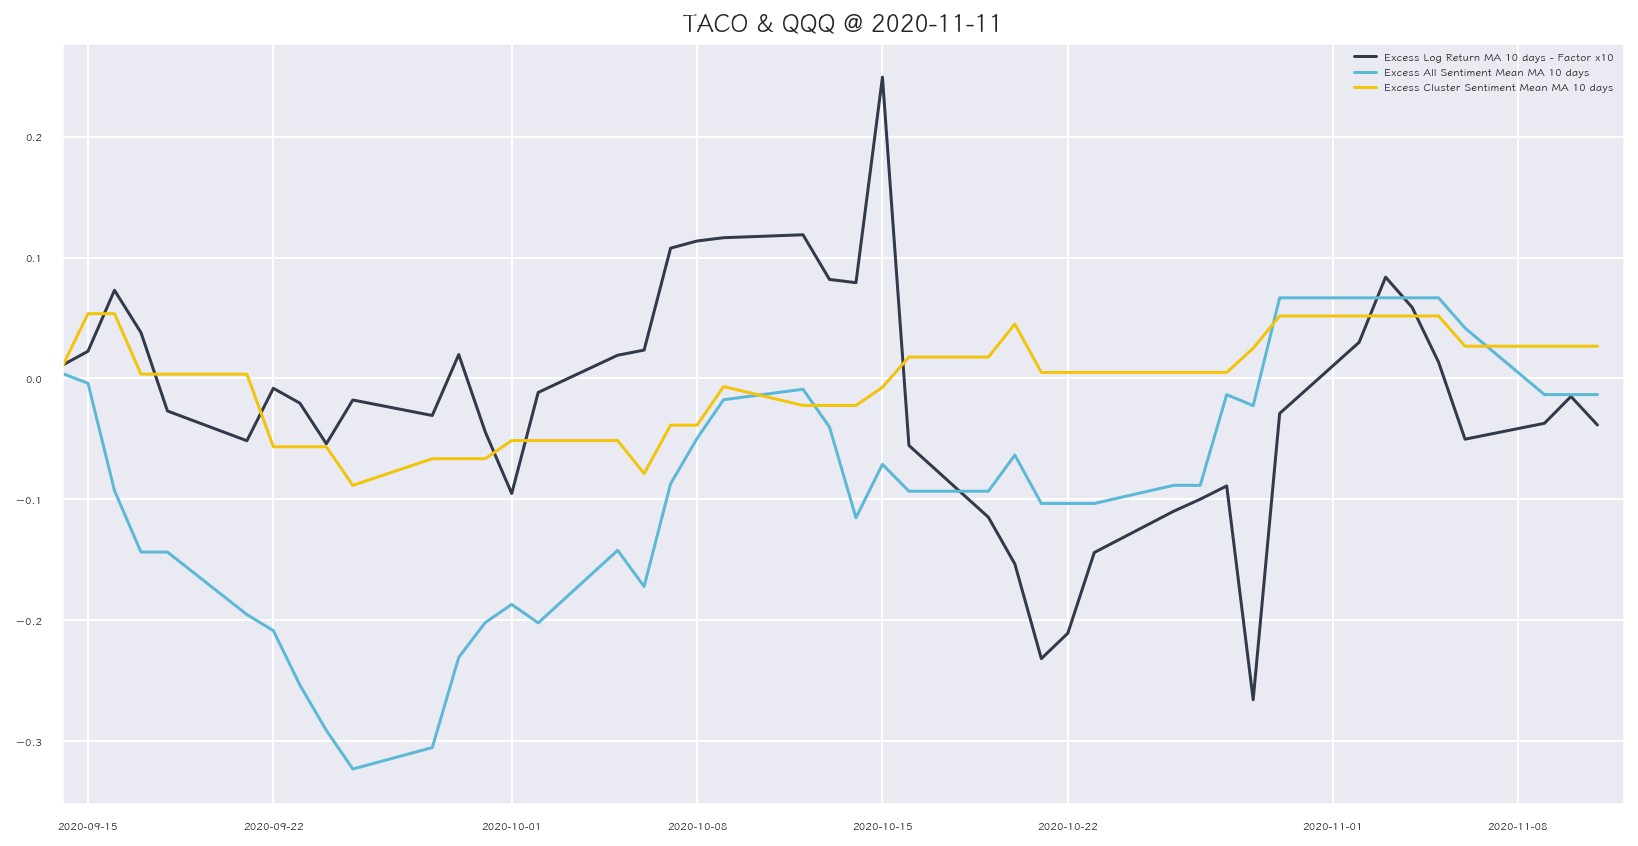 TACO & QQQ @ 2020-11-11
Excess Log Return MA 10 days - Factor x10
Excess All Sentiment Mean MA 10 days
Excess Cluster Sentiment Mean MA 10 days
0.2
0.1
0.0
−0.1
−0.2
−0.3
2020-09-15 2020-09-22 2020-10-01 2020-10-08 2020-10-15 2020-10-22 2020-11-01 2020-11-08